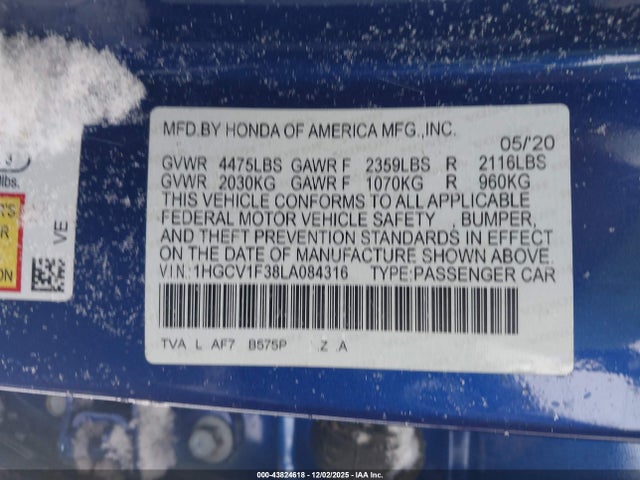 MFD.BY HONDA OF AMERICA MFG.,INC.
05/'20
GVWR 4475LBS GAWR F 2359LBS R 2116LBS
GVWR 2030KG GAWR F 1070KG R 960KG
THIS VEHICLE CONFORMS TO ALL APPLICABLE
FEDERAL MOTOR VEHICLE SAFETY , BUMPER,
AND THEFT PREVENTION STANDARDS IN EFFECT
ON THE DATE OF MANUFACTURE SHOWN ABOVE.
VIN: 1HGCV1F38LA084316 TYPE: PASSENGER CAR
TVA L AF7 B575P .Z .A
3
lbs.
VE
000-43824618 - 12/02/2025 - IAA Inc.